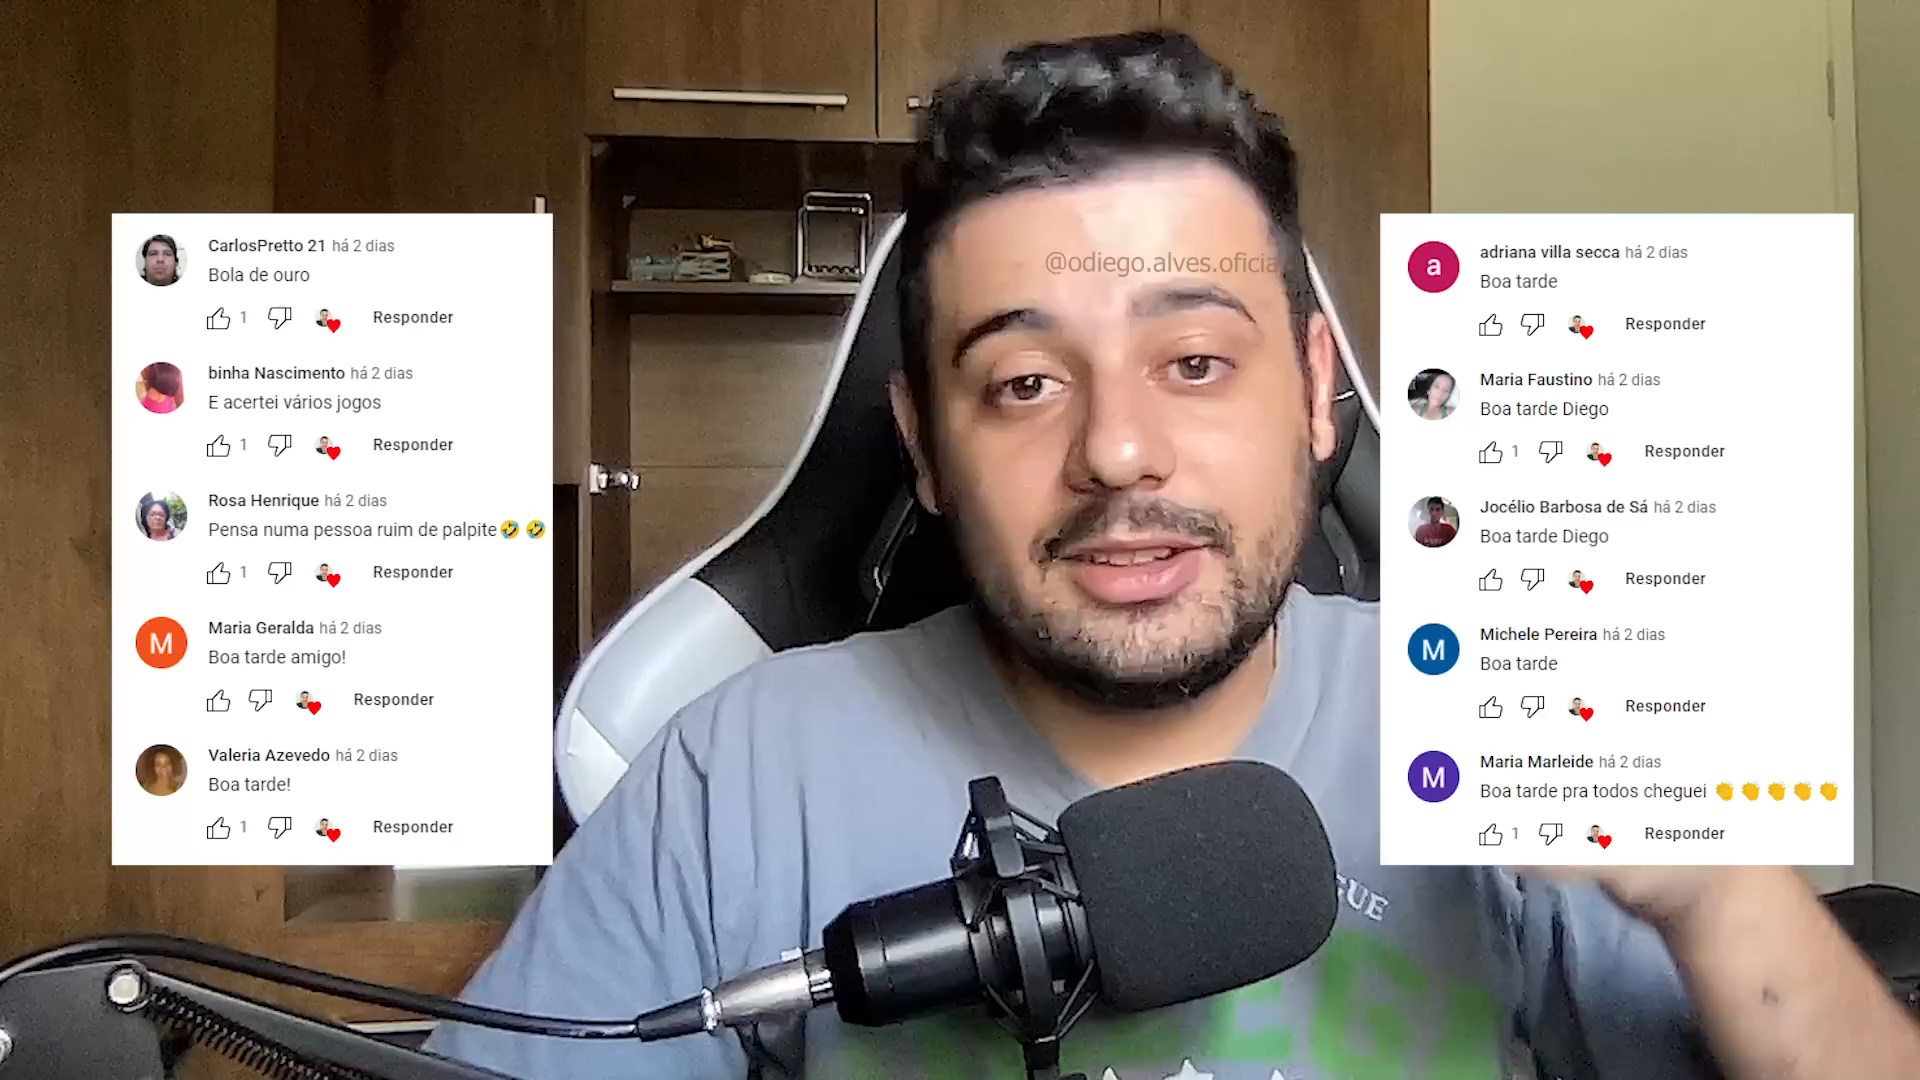 CarlosPretto 21 há 2 dias
Bola de ouro
1 Responder
binha Nascimento há 2 dias
E acertei vários jogos
1 Responder
Rosa Henrique há 2 dias
Pensa numa pessoa ruim de palpite🤣 🤣
1 Responder
Maria Geralda há 2 dias
Boa tarde amigo!
Responder
M
Valeria Azevedo há 2 dias
Boa tarde!
1 Responder
@odiego.alves.oficia
a
adriana villa secca há 2 dias
Boa tarde
Responder
Maria Faustino há 2 dias
Boa tarde Diego
1 Responder
Jocélio Barbosa de Sá há 2 dias
Boa tarde Diego
Responder
M
Michele Pereira há 2 dias
Boa tarde
Responder
M
Maria Marleide há 2 dias
Boa tarde pra todos cheguei 👏 👏 👏 👏 👏
1 Responder